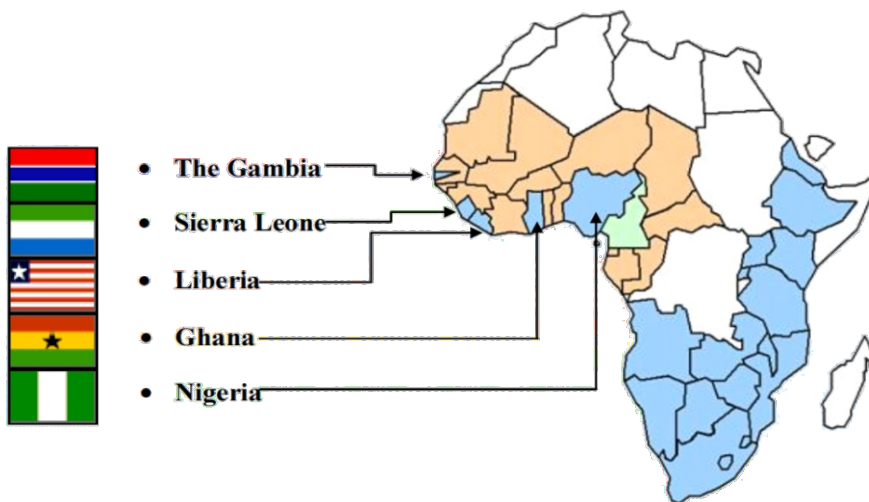 • The Gambia
• Sierra Leone
• Liberia
• Ghana
• Nigeria